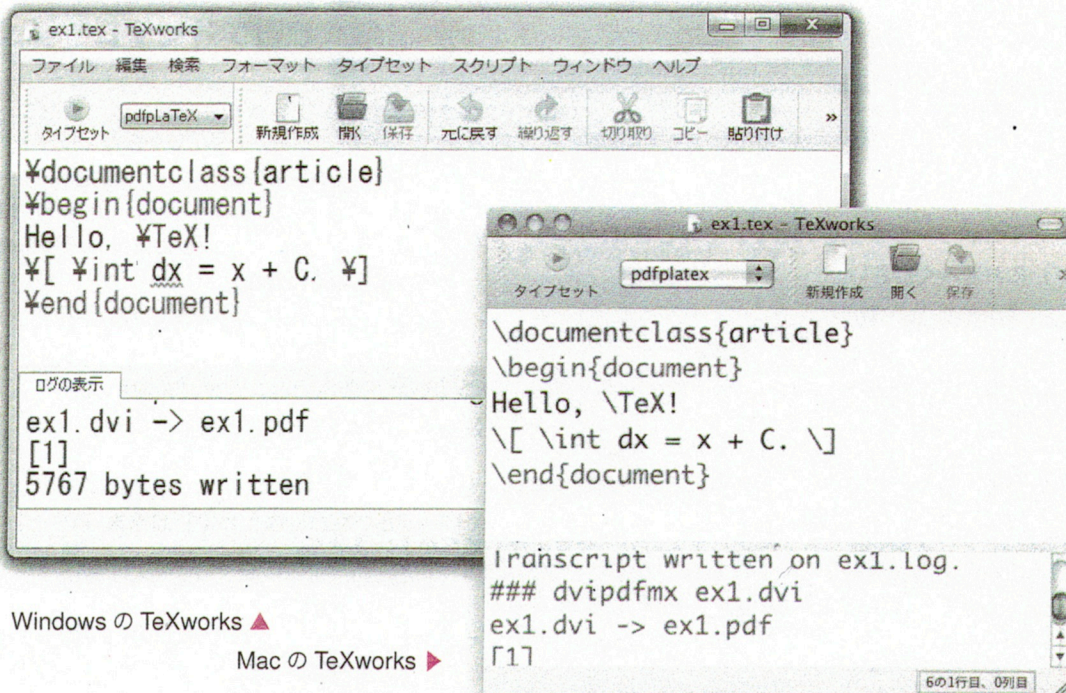 ex1.tex - TeXworks
ファイル 編集 検索 フォーマット タイプセット スクリプト ウィンドウ ヘルプ
タイプセット pdfpLaTeX 新規作成 開く 保存 元に戻す 繰り返す 切り取り コピー 貼り付け »
¥documentclass{article}
¥begin{document}
Hello, ¥TeX!
¥[ ¥int dx = x + C. ¥]
¥end{document}
ログの表示
ex1.dvi -> ex1.pdf
[1]
5767 bytes written
ex1.tex - TeXworks
タイプセット pdfplatex 新規作成 開く 保存 »
\documentclass{article}
\begin{document}
Hello, \TeX!
\[ \int dx = x + C. \]
\end{document}
Transcript written on ex1.log.
### dvipdfmx ex1.dvi
ex1.dvi -> ex1.pdf
[1]
6の1行目、0列目
Windows の TeXworks ▲
Mac の TeXworks ▶